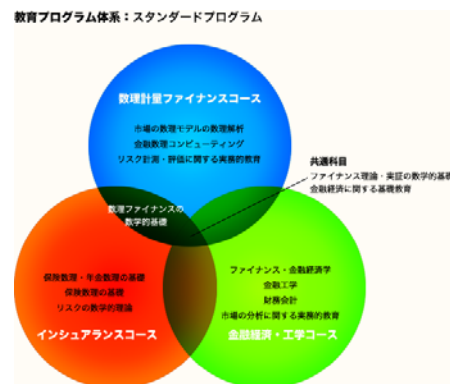 教育プログラム体系：スタンダードプログラム
数理計量ファイナンスコース
市場の数理モデルの数理解析
金融数理コンピューティング
リスク計測・評価に関する実務的教育
共通科目
ファイナンス理論・実証の数学的基礎
金融経済に関する基礎教育
数理ファイナンスの
数学的基礎
保険数理・年金数理の基礎
保険数理の基礎
リスクの数学的理論
インシュアランスコース
ファイナンス・金融経済学
金融工学
財務会計
市場の分析に関する実務的教育
金融経済・工学コース